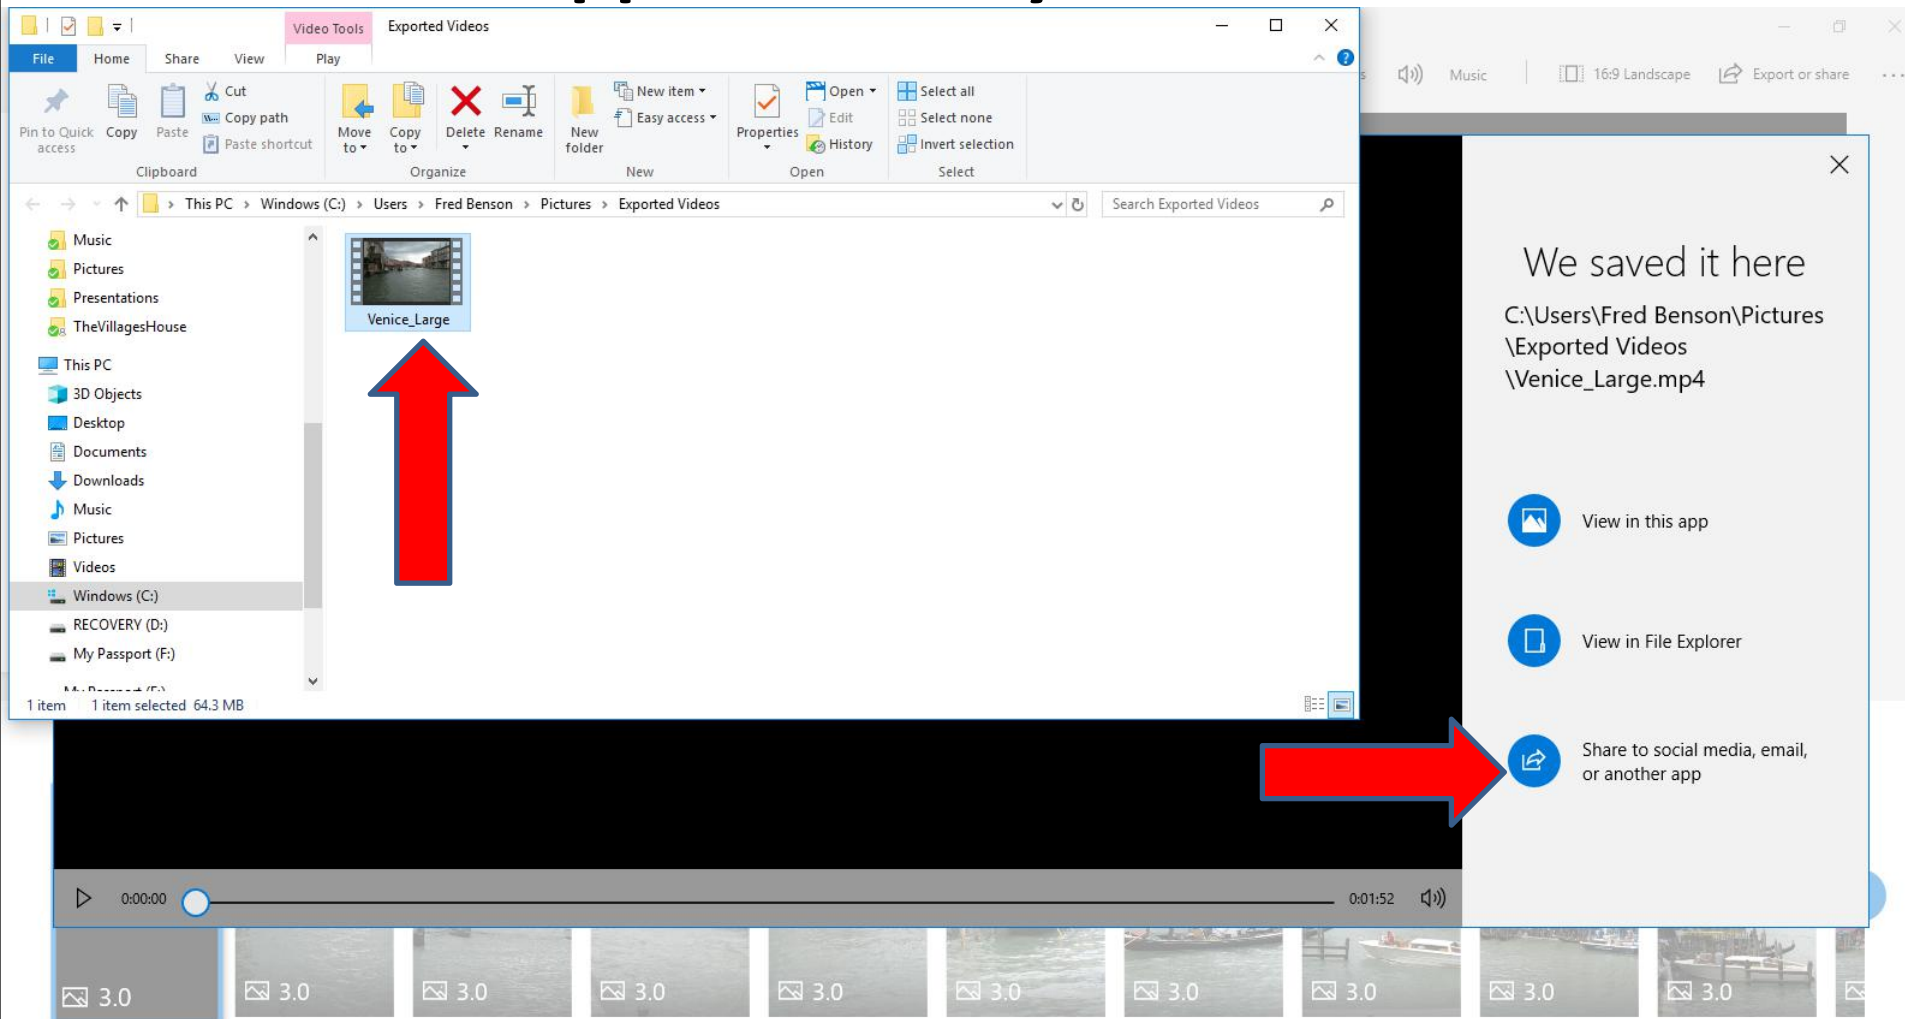 Video Tools
Exported Videos
File
Home
Share
View
Play
Pin to Quick
access
Copy
Paste
Cut
Copy path
Paste shortcut
Clipboard
Move
to
Copy
to
Delete
Rename
Organize
New
folder
New item
Easy access
New
Properties
Open
Edit
History
Open
Select all
Select none
Invert selection
Select
Music
16:9 Landscape
Export or share
This PC > Windows (C:) > Users > Fred Benson > Pictures > Exported Videos
Search Exported Videos
Music
Pictures
Presentations
TheVillagesHouse
This PC
3D Objects
Desktop
Documents
Downloads
Music
Pictures
Videos
Windows (C:)
RECOVERY (D:)
My Passport (F:)
1 item 1 item selected 64.3 MB
Venice_Large
We saved it here
C:\Users\Fred Benson\Pictures
\Exported Videos
\Venice_Large.mp4
View in this app
View in File Explorer
Share to social media, email,
or another app
0:00:00
0:01:52
3.0
3.0
3.0
3.0
3.0
3.0
3.0
3.0
3.0
3.0